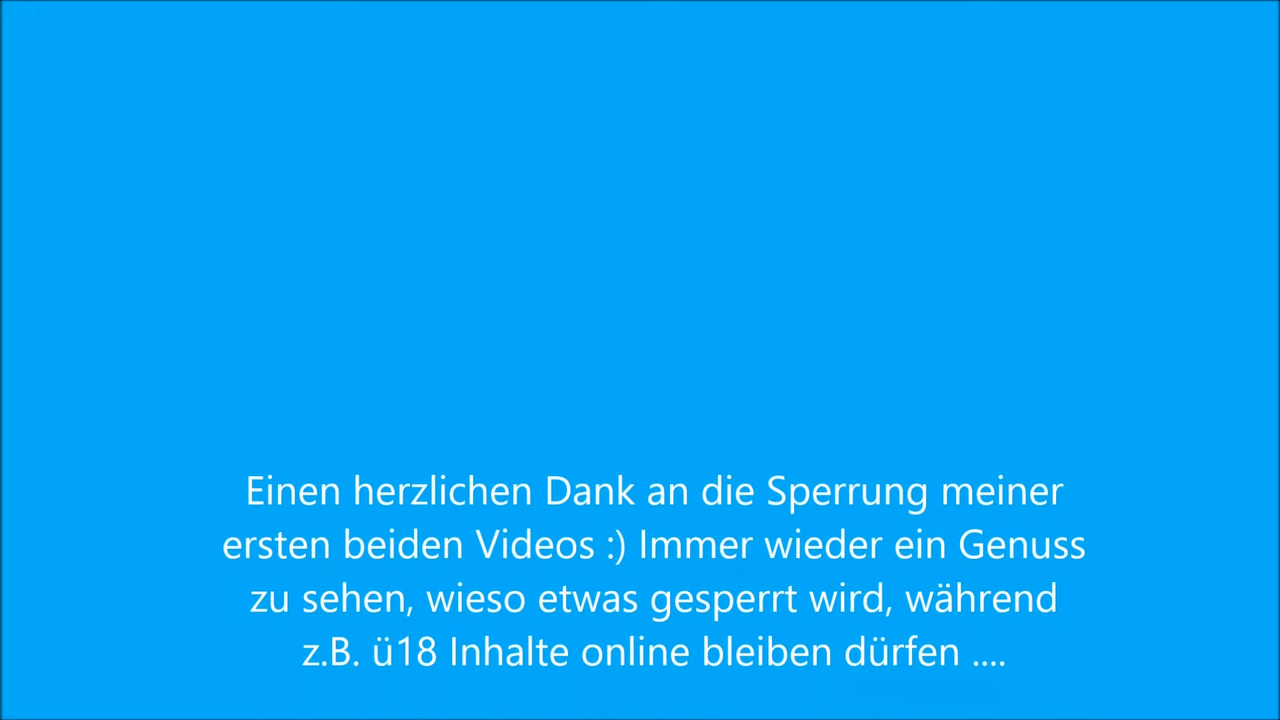 Einen herzlichen Dank an die Sperrung meiner
ersten beiden Videos :) Immer wieder ein Genuss
zu sehen, wieso etwas gesperrt wird, während
z.B. ü18 Inhalte online bleiben dürfen ....